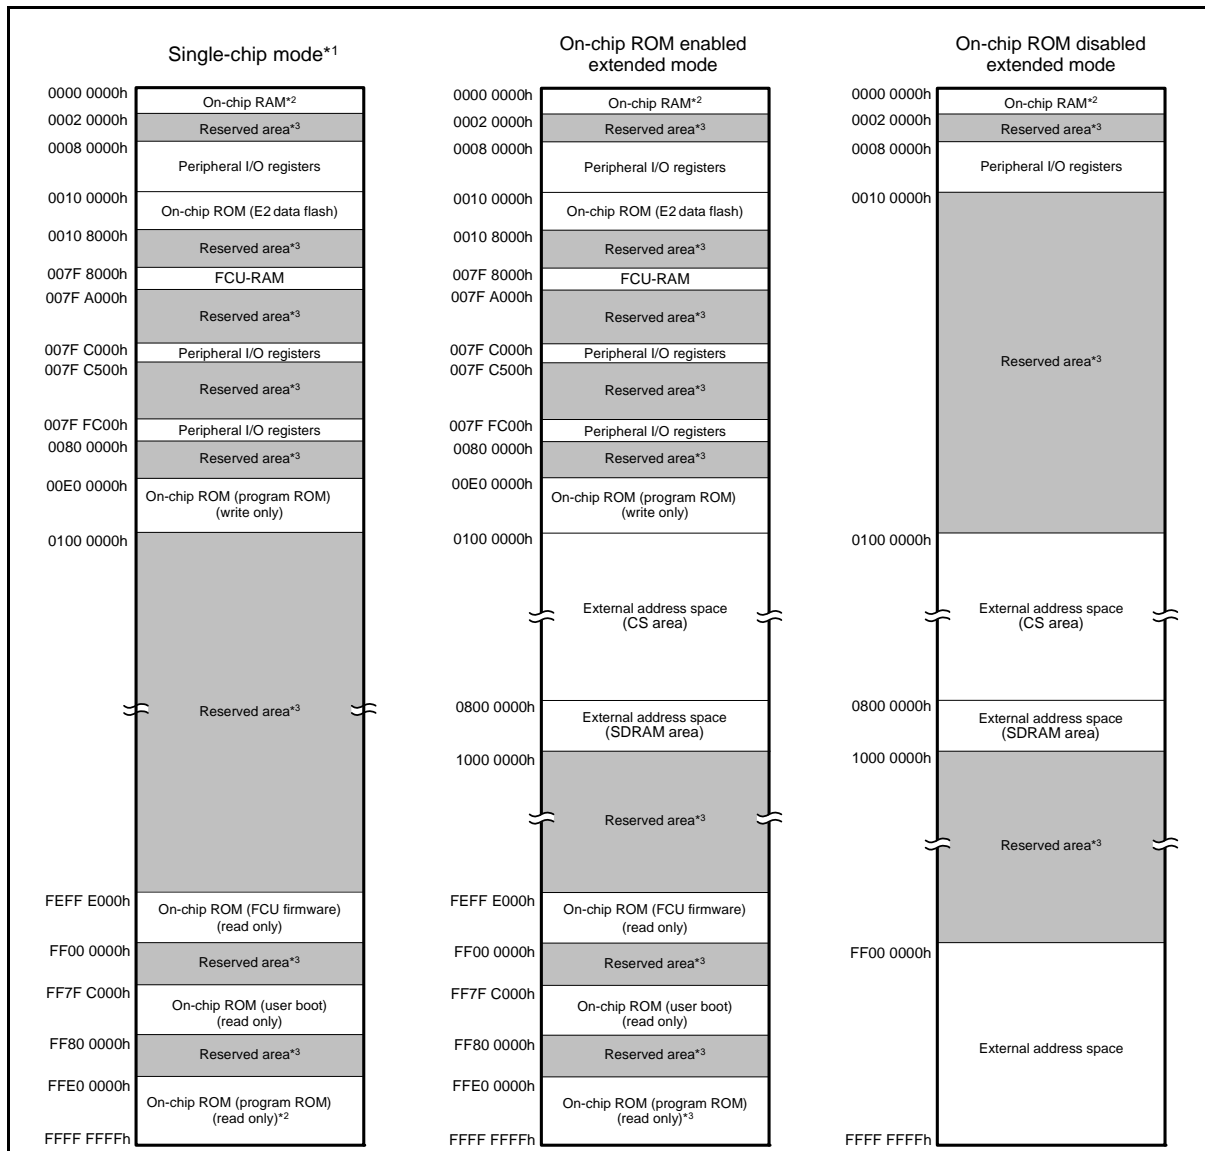 Single-chip mode*1
0000 0000h
On-chip RAM*2
0002 0000h
Reserved area*3
0008 0000h
Peripheral I/O registers
0010 0000h
On-chip ROM (E2 data flash)
0010 8000h
Reserved area*3
007F 8000h
FCU-RAM
007F A000h
Reserved area*3
007F C000h
Peripheral I/O registers
007F C500h
Reserved area*3
007F FC00h
Peripheral I/O registers
0080 0000h
Reserved area*3
00E0 0000h
On-chip ROM (program ROM)
(write only)
0100 0000h
Reserved area*3
FEFF E000h
On-chip ROM (FCU firmware)
(read only)
FF00 0000h
Reserved area*3
FF7F C000h
On-chip ROM (user boot)
(read only)
FF80 0000h
Reserved area*3
FFE0 0000h
On-chip ROM (program ROM)
(read only)*2
FFFF FFFFh
On-chip ROM enabled
extended mode
0000 0000h
On-chip RAM*2
0002 0000h
Reserved area*3
0008 0000h
Peripheral I/O registers
0010 0000h
On-chip ROM (E2 data flash)
0010 8000h
Reserved area*3
007F 8000h
FCU-RAM
007F A000h
Reserved area*3
007F C000h
Peripheral I/O registers
007F C500h
Reserved area*3
007F FC00h
Peripheral I/O registers
0080 0000h
Reserved area*3
00E0 0000h
On-chip ROM (program ROM)
(write only)
0100 0000h
External address space
(CS area)
0800 0000h
External address space
(SDRAM area)
1000 0000h
Reserved area*3
FEFF E000h
On-chip ROM (FCU firmware)
(read only)
FF00 0000h
Reserved area*3
FF7F C000h
On-chip ROM (user boot)
(read only)
FF80 0000h
Reserved area*3
FFE0 0000h
On-chip ROM (program ROM)
(read only)*3
FFFF FFFFh
On-chip ROM disabled
extended mode
0000 0000h
On-chip RAM*2
0002 0000h
Reserved area*3
0008 0000h
Peripheral I/O registers
0010 0000h
Reserved area*3
0100 0000h
External address space
(CS area)
0800 0000h
External address space
(SDRAM area)
1000 0000h
Reserved area*3
FF00 0000h
External address space
FFFF FFFFh